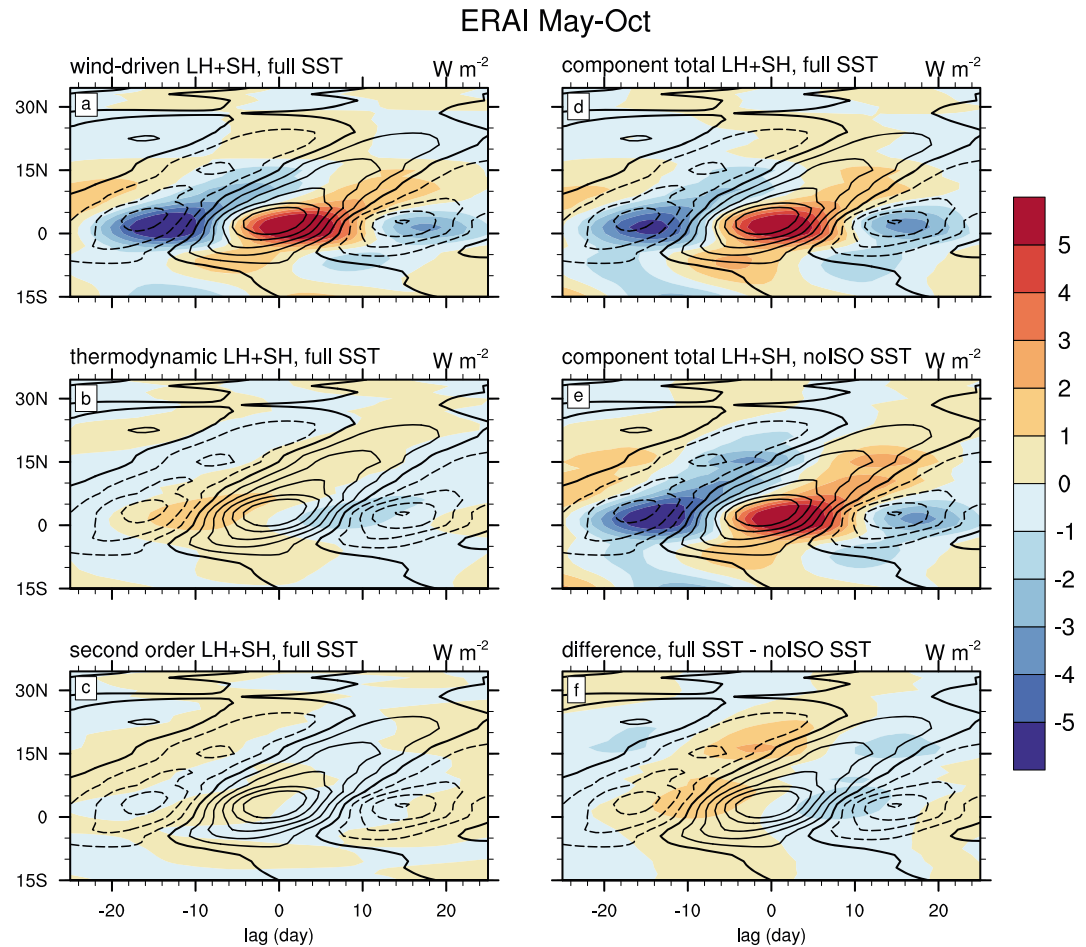 ERAI May-Oct
wind-driven LH+SH, full SST W m-2
a
30N
15N
0
15S
component total LH+SH, full SST W m-2
d
thermodynamic LH+SH, full SST W m-2
b
30N
15N
0
15S
component total LH+SH, noISO SST W m-2
e
second order LH+SH, full SST W m-2
c
30N
15N
0
15S
-20 -10 0 10 20
lag (day)
difference, full SST - noISO SST W m-2
f
-20 -10 0 10 20
lag (day)
5
4
3
2
1
0
-1
-2
-3
-4
-5